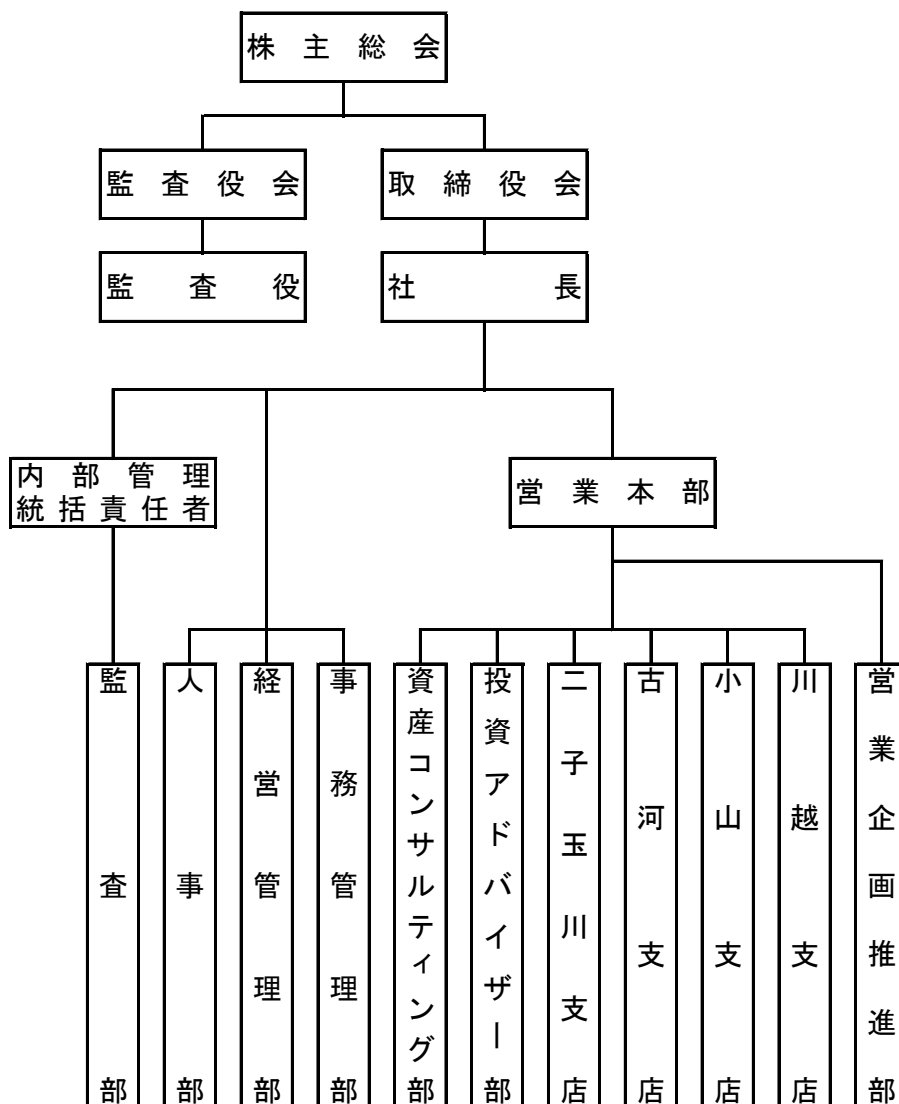 株主総会
監査役会
取締役会
監査役
社長
内部管理
統括責任者
営業本部
監査部
人事部
経営管理部
事務管理部
資産コンサルティング部
投資アドバイザー部
二子玉川支店
古河支店
小山支店
川越支店
営業企画推進部